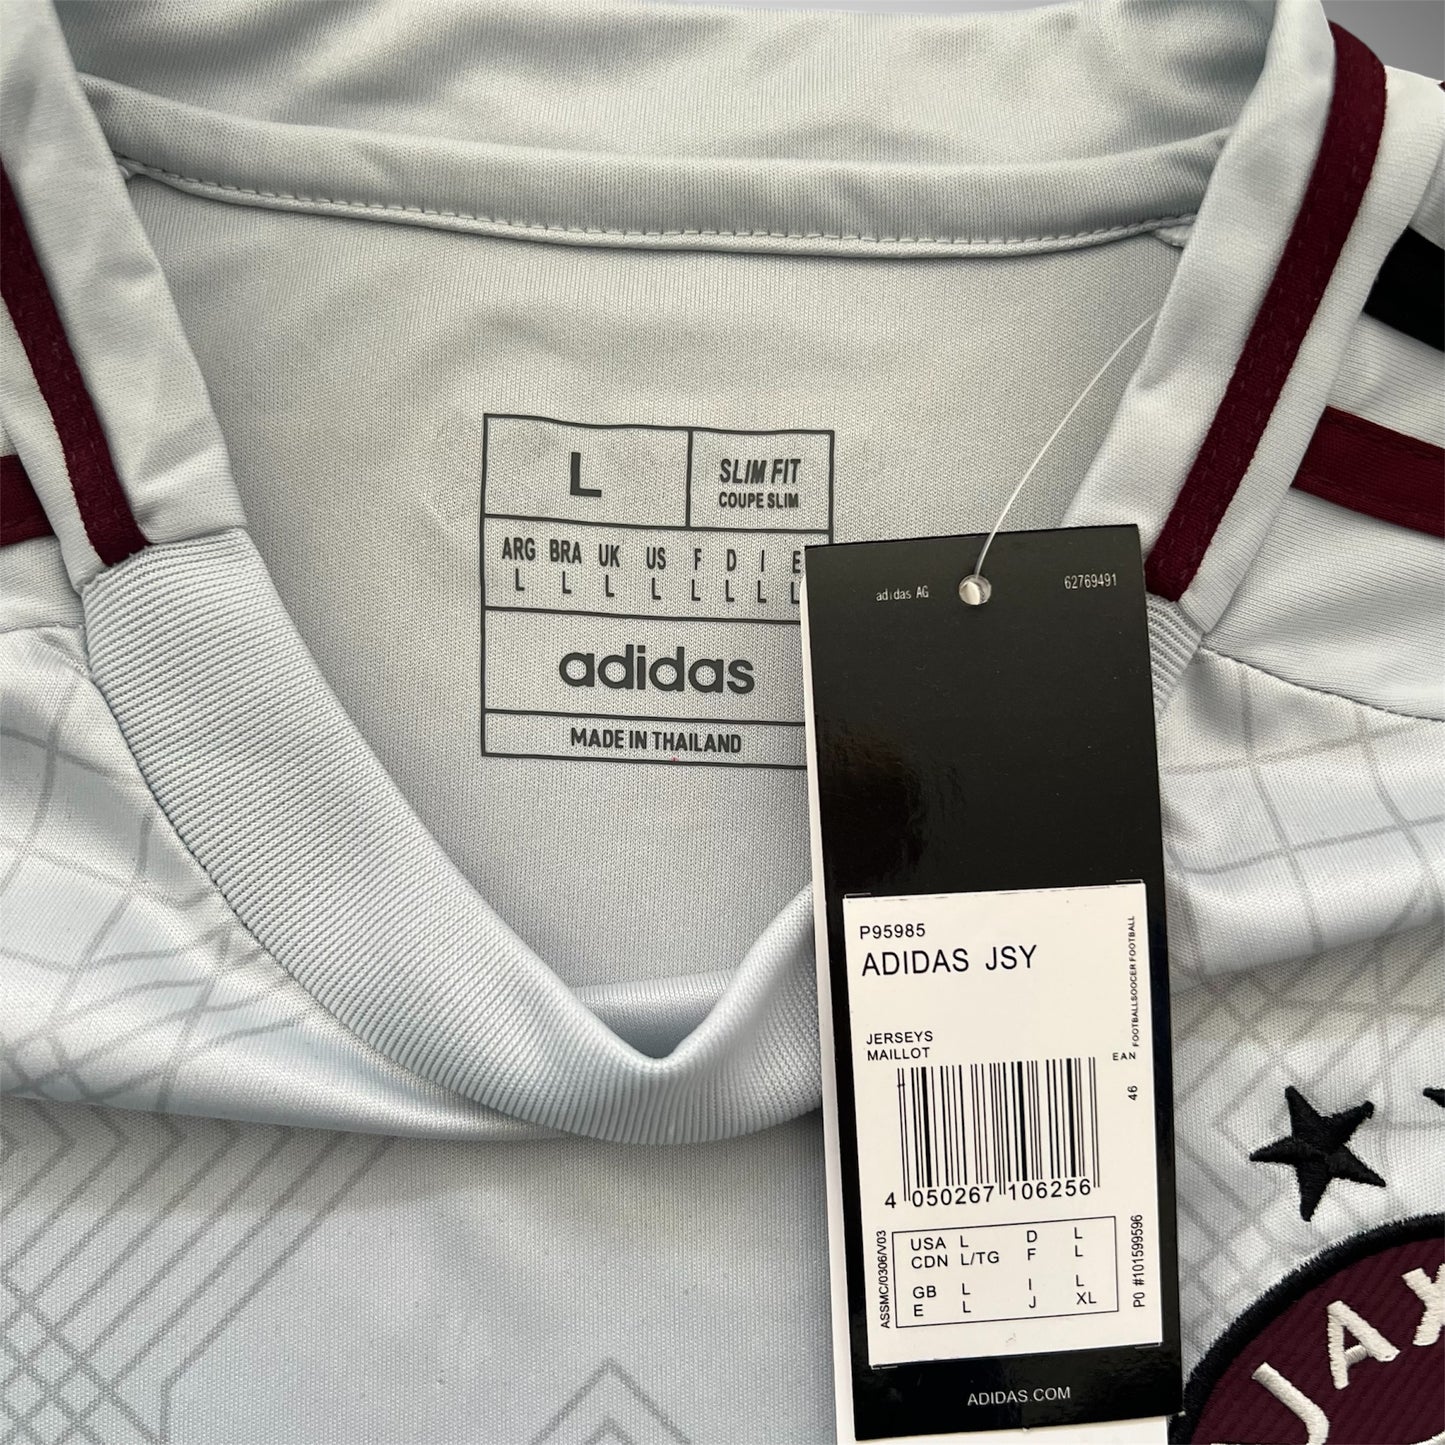 L
SLIM FIT
COUPE SLIM
ARG BRA UK US F D I E
L L L L L L L L
adidas
MADE IN THAILAND
adidas AG
62769491
P95985
ADIDAS JSY
JERSEYS
MAILLOT
FOOTBALLSOCCER FOOTBALL
EAN
46
4 050267 106256
ASSMC/0306/V03
USA L D L
CDN L/TG F L
GB L I L
E L J XL
PO #101599596
ADIDAS.COM
JAX